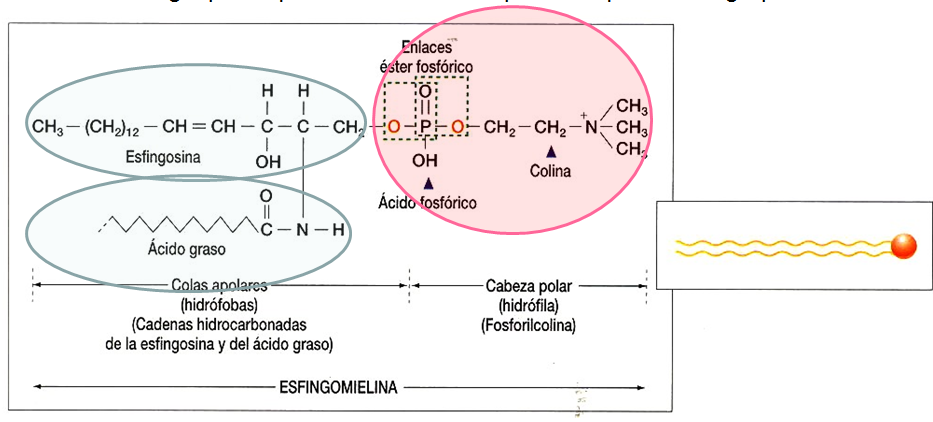 Enlaces
éster fosfórico
H H O CH₃
CH₃ — (CH₂)₁₂ — CH = CH — C — C — CH₂ — O — P — O — CH₂ — CH₂ — N⁺ — CH₃
CH₃
Esfingosina OH OH Colina
O Ácido fosfórico
C — N — H
Ácido graso
Colas apolares
(hidrófobas)
(Cadenas hidrocarbonadas
de la esfingosina y del ácido graso)
Cabeza polar
(hidrófila)
(Fosforilcolina)
ESFINGOMIELINA